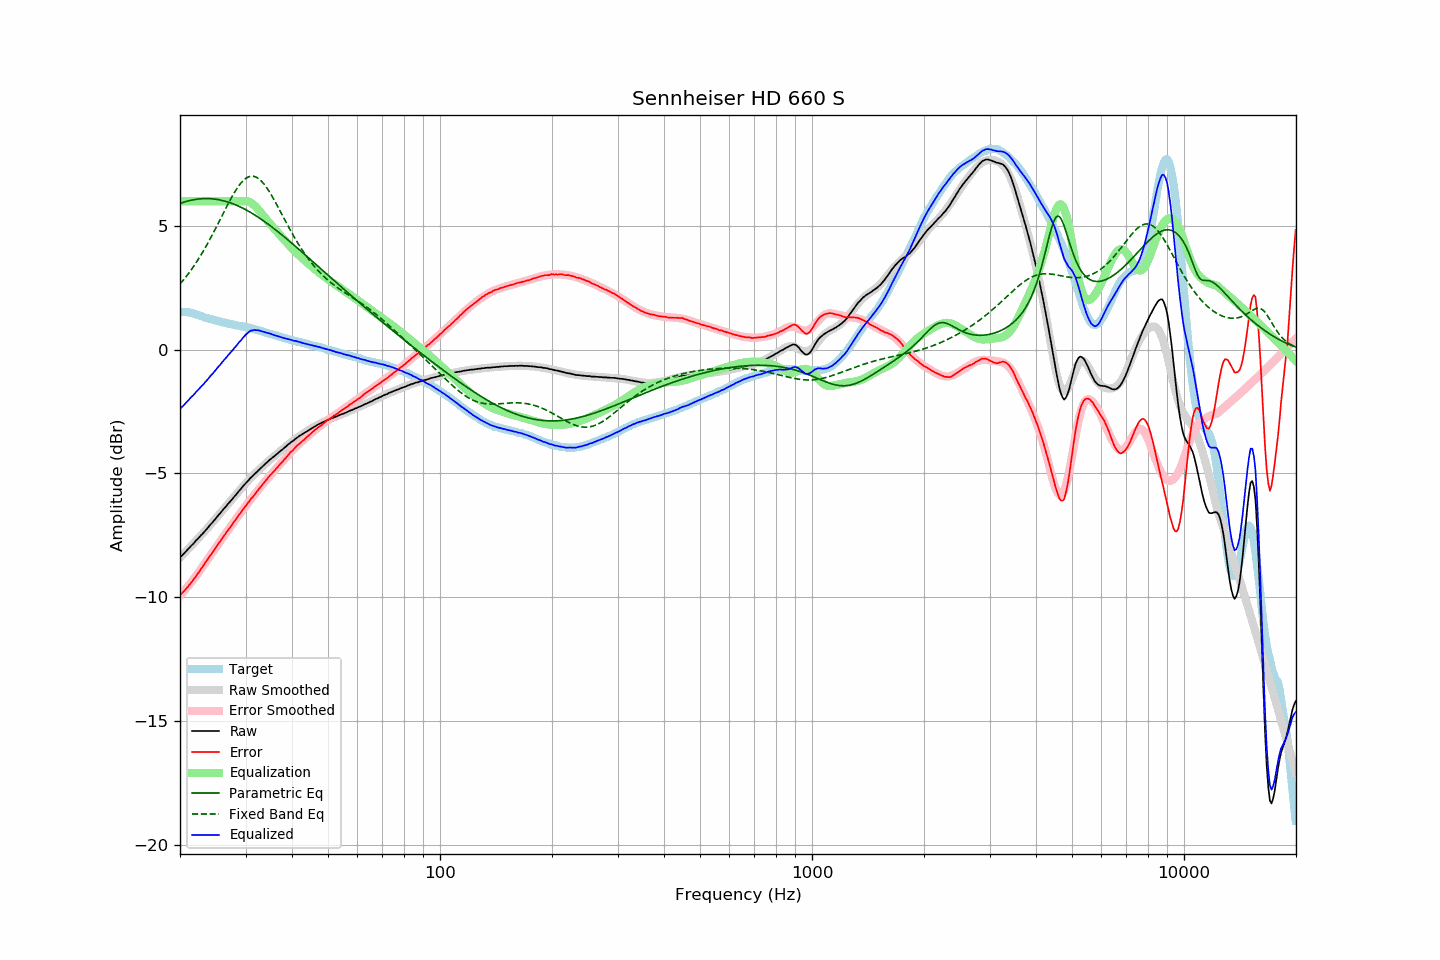 Sennheiser HD 660 S
Amplitude (dBr)
5
0
−5
−10
−15
−20
Target
Raw Smoothed
Error Smoothed
Raw
Error
Equalization
Parametric Eq
Fixed Band Eq
Equalized
100
1000
10000
Frequency (Hz)